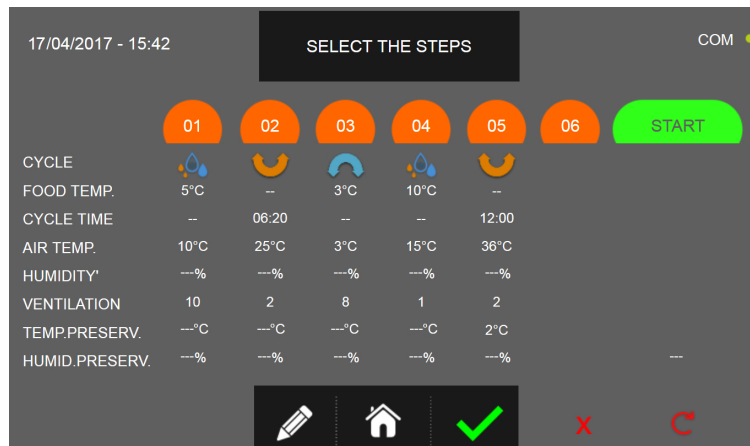 17/04/2017 - 15:42 SELECT THE STEPS COM
01 02 03 04 05 06 START
CYCLE
FOOD TEMP. 5°C -- 3°C 10°C --
CYCLE TIME -- 06:20 -- -- 12:00
AIR TEMP. 10°C 25°C 3°C 15°C 36°C
HUMIDITY' ---% ---% ---% ---% ---%
VENTILATION 10 2 8 1 2
TEMP.PRESERV. ---°C ---°C ---°C ---°C 2°C
HUMID.PRESERV. ---% ---% ---% ---% ---% ---
X